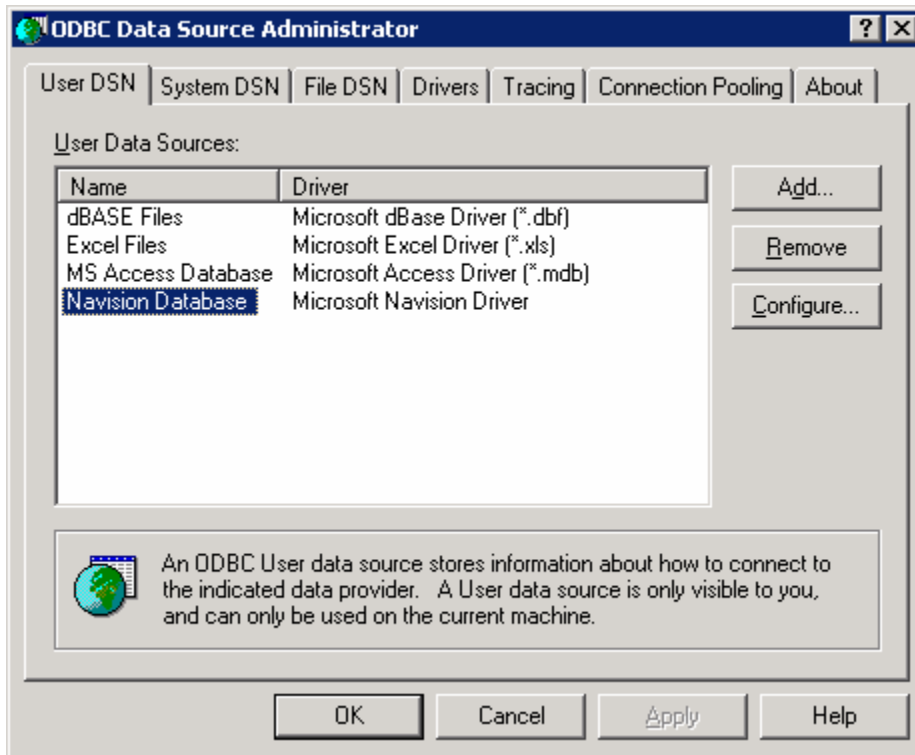 ODBC Data Source Administrator
User DSN System DSN File DSN Drivers Tracing Connection Pooling About
User Data Sources:
Name Driver
dBASE Files Microsoft dBase Driver (*.dbf)
Excel Files Microsoft Excel Driver (*.xls)
MS Access Database Microsoft Access Driver (*.mdb)
Navision Database Microsoft Navision Driver
Add...
Remove
Configure...
An ODBC User data source stores information about how to connect to
the indicated data provider. A User data source is only visible to you,
and can only be used on the current machine.
OK Cancel Apply Help